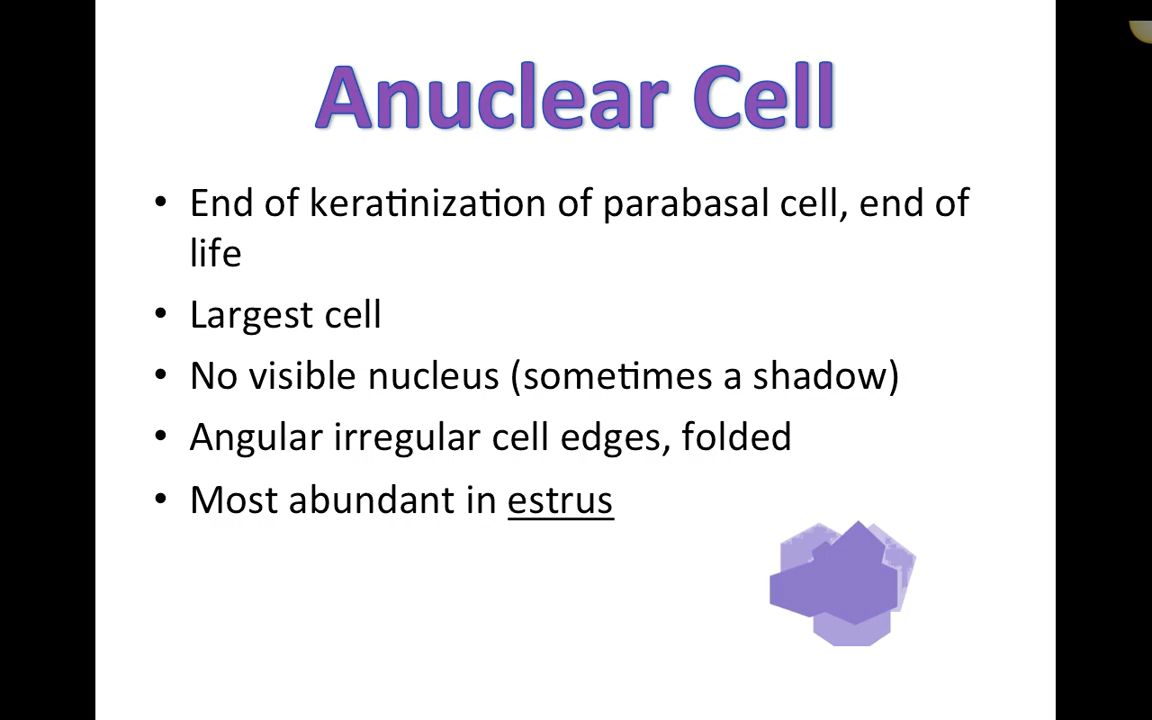 Anuclear Cell
• End of keratinization of parabasal cell, end of
life
• Largest cell
• No visible nucleus (sometimes a shadow)
• Angular irregular cell edges, folded
• Most abundant in estrus